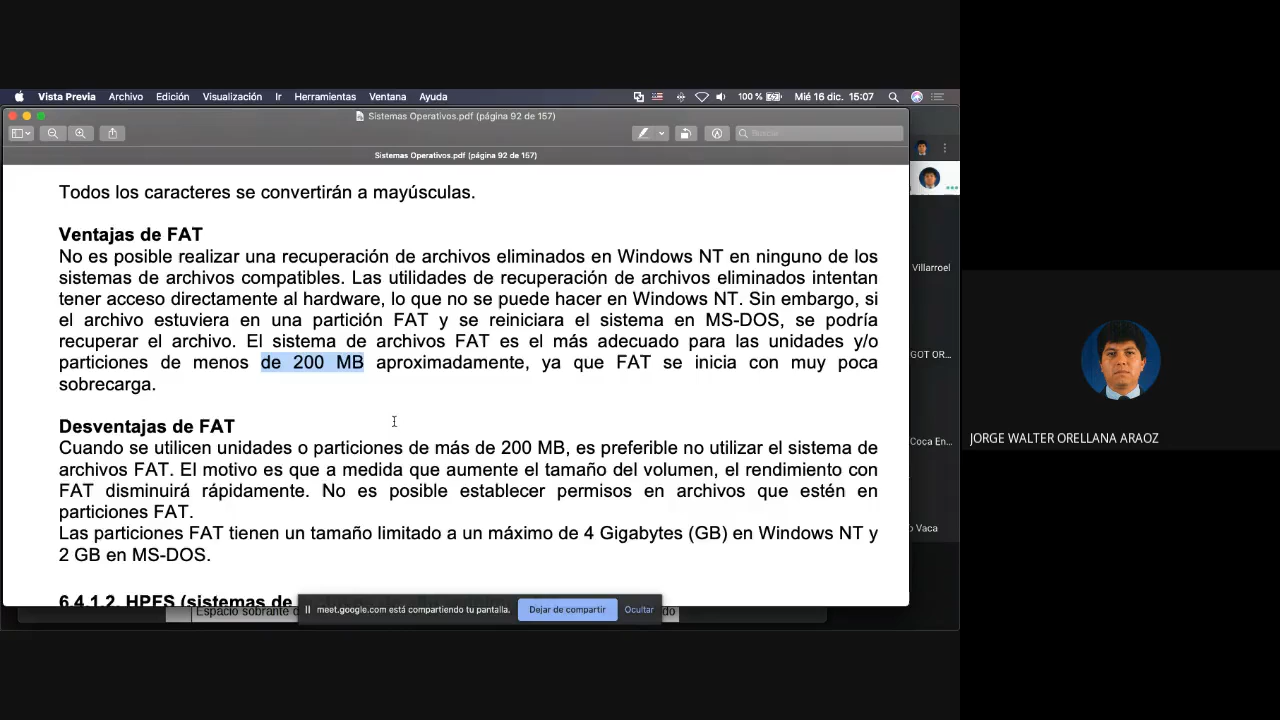 Vista Previa Archivo Edición Visualización Ir Herramientas Ventana Ayuda 100 % Mié 16 dic. 15:07
Sistemas Operativos.pdf (página 92 de 157)
Buscar
Sistemas Operativos.pdf (página 92 de 157)
Todos los caracteres se convertirán a mayúsculas.
Ventajas de FAT
No es posible realizar una recuperación de archivos eliminados en Windows NT en ninguno de los
sistemas de archivos compatibles. Las utilidades de recuperación de archivos eliminados intentan
tener acceso directamente al hardware, lo que no se puede hacer en Windows NT. Sin embargo, si
el archivo estuviera en una partición FAT y se reiniciara el sistema en MS-DOS, se podría
recuperar el archivo. El sistema de archivos FAT es el más adecuado para las unidades y/o
particiones de menos de 200 MB aproximadamente, ya que FAT se inicia con muy poca
sobrecarga.
Desventajas de FAT
Cuando se utilicen unidades o particiones de más de 200 MB, es preferible no utilizar el sistema de
archivos FAT. El motivo es que a medida que aumente el tamaño del volumen, el rendimiento con
FAT disminuirá rápidamente. No es posible establecer permisos en archivos que estén en
particiones FAT.
Las particiones FAT tienen un tamaño limitado a un máximo de 4 Gigabytes (GB) en Windows NT y
2 GB en MS-DOS.
6.4.1.2. HPFS (sistemas de
Espacio sobrante
meet.google.com está compartiendo tu pantalla. Dejar de compartir Ocultar
Villarroel
GOT OR...
Coca En...
Vaca
JORGE WALTER ORELLANA ARAOZ